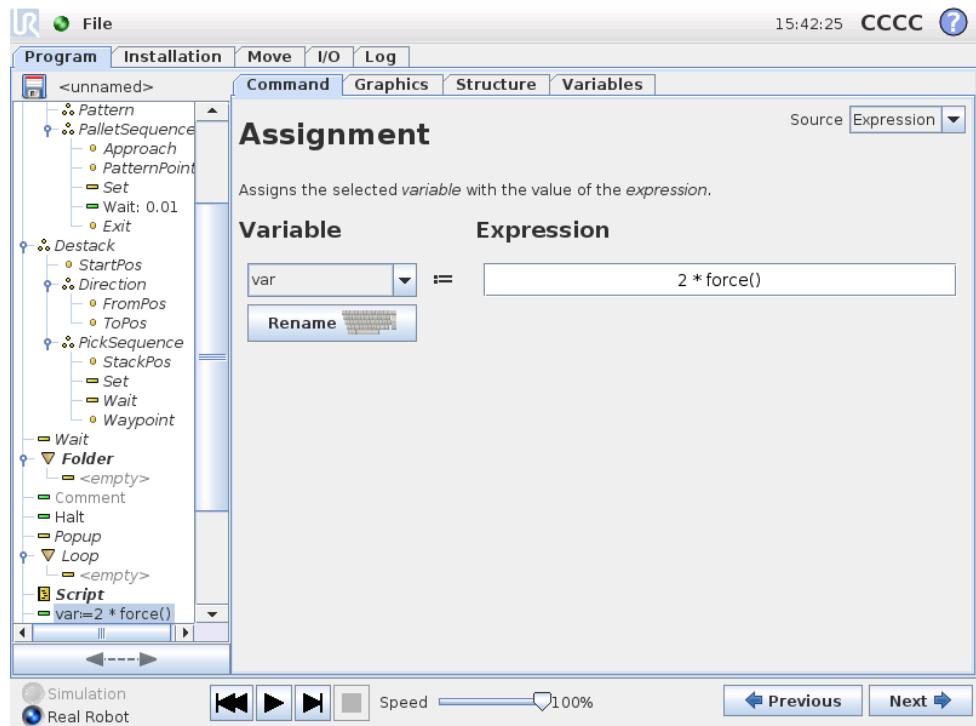 UR File 15:42:25 CCCC ?
Program Installation Move I/O Log
<unnamed>
Pattern
PalletSequence
Approach
PatternPoint
Set
Wait: 0.01
Exit
Destack
StartPos
Direction
FromPos
ToPos
PickSequence
StackPos
Set
Wait
Waypoint
Wait
Folder
<empty>
Comment
Halt
Popup
Loop
<empty>
Script
var:=2 * force()
Command Graphics Structure Variables
Source Expression
Assignment
Assigns the selected variable with the value of the expression.
Variable Expression
var := 2 * force()
Rename
Simulation
Real Robot
Speed 100%
Previous Next